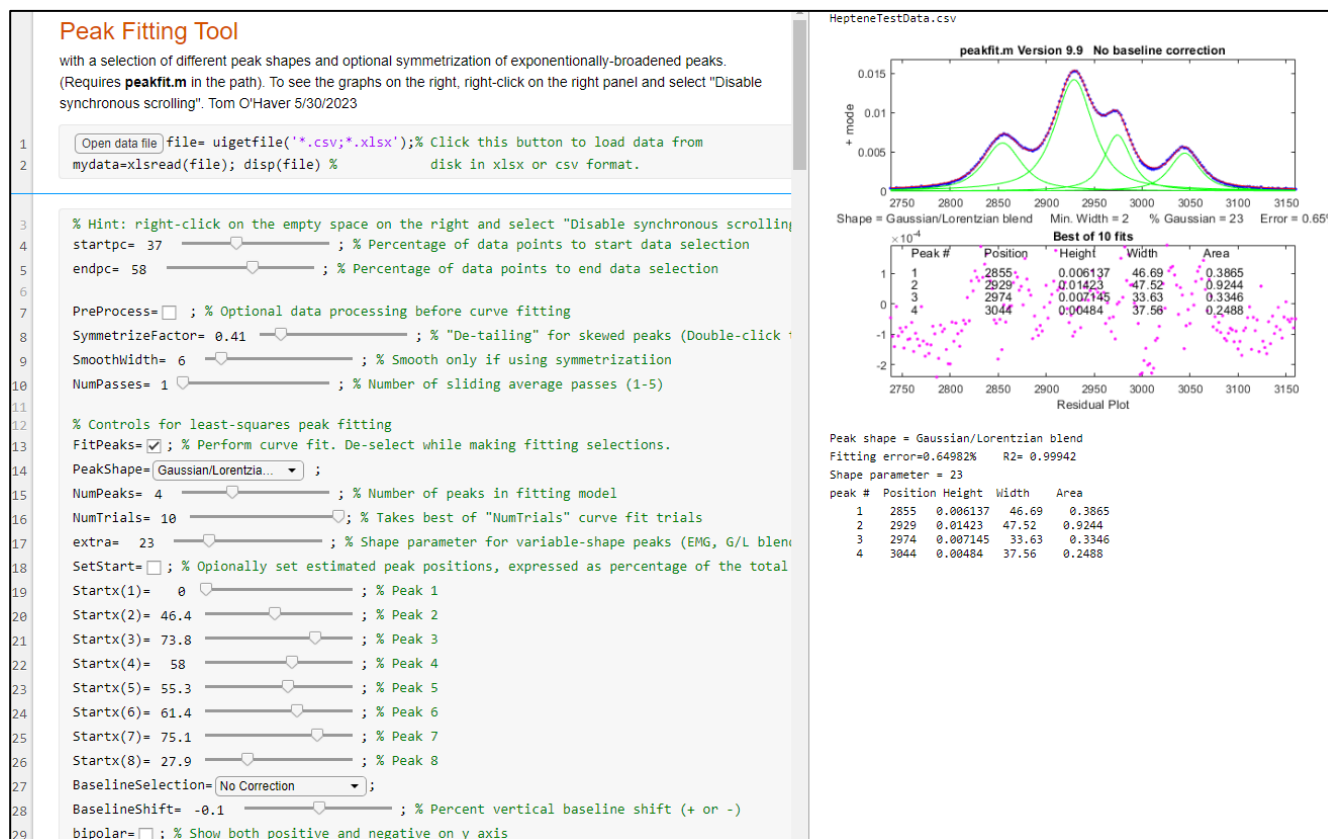 Peak Fitting Tool
with a selection of different peak shapes and optional symmetrization of exponentially-broadened peaks.
(Requires peakfit.m in the path). To see the graphs on the right, right-click on the right panel and select "Disable
synchronous scrolling". Tom O'Haver 5/30/2023
1 Open data file file= uigetfile('*.csv;*.xlsx');% Click this button to load data from
2 mydata=xlsread(file); disp(file) % disk in xlsx or csv format.
3 % Hint: right-click on the empty space on the right and select "Disable synchronous scrolling
4 startpc= 37 ; % Percentage of data points to start data selection
5 endpc= 58 ; % Percentage of data points to end data selection
6
7 PreProcess= ; % Optional data processing before curve fitting
8 SymmetrizeFactor= 0.41 ; % "De-tailing" for skewed peaks (Double-click
9 SmoothWidth= 6 ; % Smooth only if using symmetrizatiion
10 NumPasses= 1 ; % Number of sliding average passes (1-5)
11
12 % Controls for least-squares peak fitting
13 FitPeaks= ; % Perform curve fit. De-select while making fitting selections.
14 PeakShape= Gaussian/Lorentzia... ;
15 NumPeaks= 4 ; % Number of peaks in fitting model
16 NumTrials= 10 ; % Takes best of "NumTrials" curve fit trials
17 extra= 23 ; % Shape parameter for variable-shape peaks (EMG, G/L blend
18 SetStart= ; % Opionally set estimated peak positions, expressed as percentage of the total
19 Startx(1)= 0 ; % Peak 1
20 Startx(2)= 46.4 ; % Peak 2
21 Startx(3)= 73.8 ; % Peak 3
22 Startx(4)= 58 ; % Peak 4
23 Startx(5)= 55.3 ; % Peak 5
24 Startx(6)= 61.4 ; % Peak 6
25 Startx(7)= 75.1 ; % Peak 7
26 Startx(8)= 27.9 ; % Peak 8
27 BaselineSelection= No Correction ;
28 BaselineShift= -0.1 ; % Percent vertical baseline shift (+ or -)
29 bipolar= ; % Show both positive and negative on y axis
HepteneTestData.csv
peakfit.m Version 9.9 No baseline correction
0.015
0.01
0.005
0
+ mode
2750 2800 2850 2900 2950 3000 3050 3100 3150
Shape = Gaussian/Lorentzian blend Min. Width = 2 % Gaussian = 23 Error = 0.65%
×10-4 Best of 10 fits
Peak # Position Height Width Area
1 2855 0.006137 46.69 0.3865
2 2929 0.01423 47.52 0.9244
3 2974 0.007145 33.63 0.3346
4 3044 0.00484 37.56 0.2488
1
0
-1
-2
2750 2800 2850 2900 2950 3000 3050 3100 3150
Residual Plot
Peak shape = Gaussian/Lorentzian blend
Fitting error=0.64982% R2= 0.99942
Shape parameter = 23
peak # Position Height Width Area
1 2855 0.006137 46.69 0.3865
2 2929 0.01423 47.52 0.9244
3 2974 0.007145 33.63 0.3346
4 3044 0.00484 37.56 0.2488